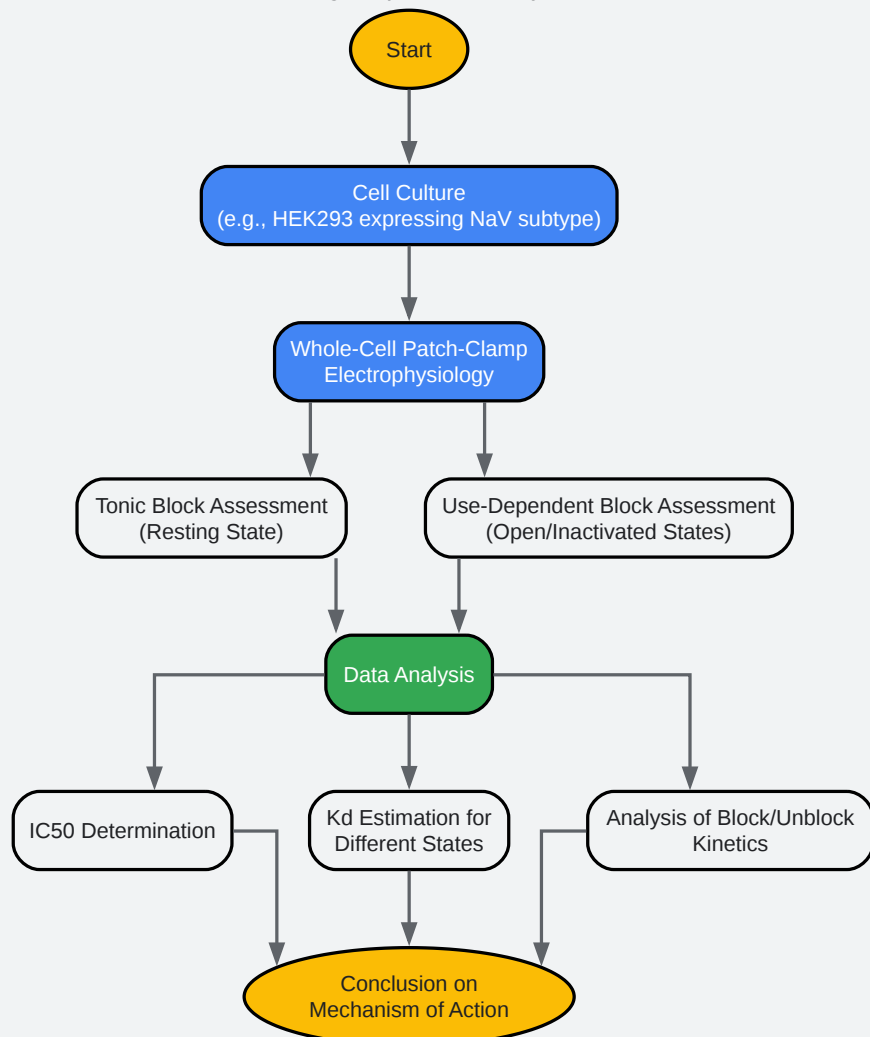 Start
Cell Culture
(e.g., HEK293 expressing NaV subtype)
Whole-Cell Patch-Clamp
Electrophysiology
Tonic Block Assessment
(Resting State)
Use-Dependent Block Assessment
(Open/Inactivated States)
Data Analysis
IC50 Determination
Kd Estimation for
Different States
Analysis of Block/Unblock
Kinetics
Conclusion on
Mechanism of Action